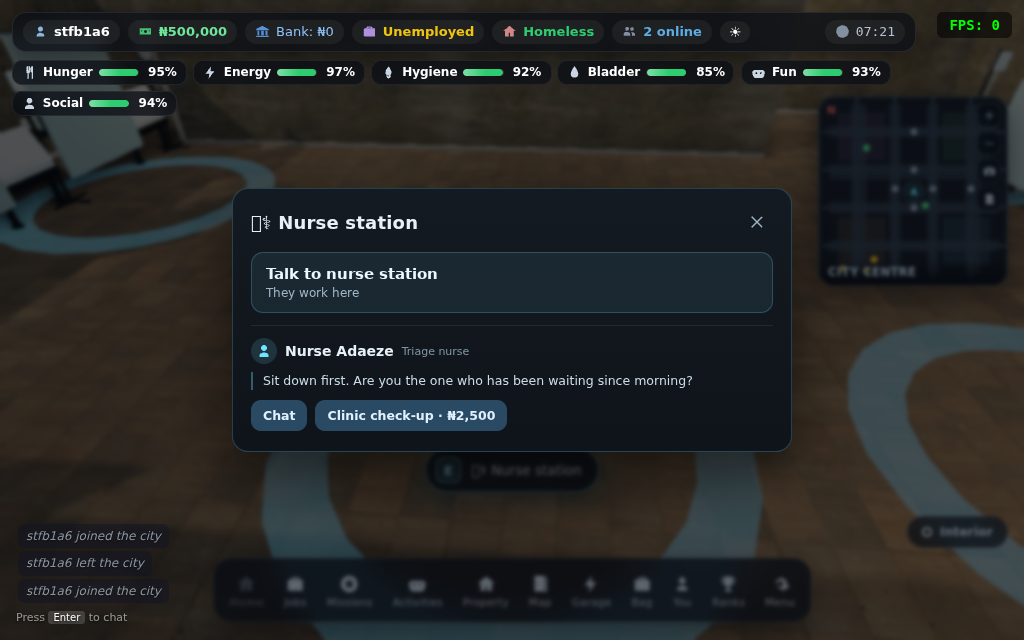 stfb1a6
₦500,000
Bank: ₦0
Unemployed
Homeless
2 online
07:21
FPS: 0
Hunger 95%
Energy 97%
Hygiene 92%
Bladder 85%
Fun 93%
Social 94%
CITY CENTRE
Nurse station
Talk to nurse station
They work here
Nurse Adaeze Triage nurse
Sit down first. Are you the one who has been waiting since morning?
Chat
Clinic check-up · ₦2,500
Nurse station
Interior
stfb1a6 joined the city
stfb1a6 left the city
stfb1a6 joined the city
Press Enter to chat
Home Jobs Missions Activities Property Map Garage Bag You Ranks Menu